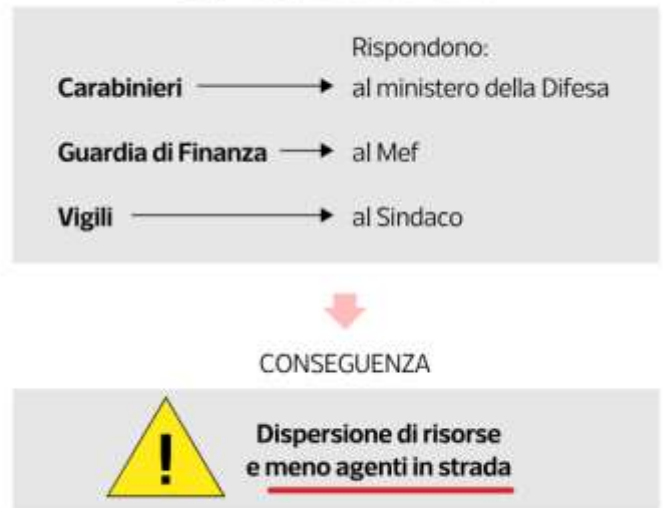 Rispondono:
Carabinieri al ministero della Difesa
Guardia di Finanza al Mef
Vigili al Sindaco
CONSEGUENZA
!
Dispersione di risorse
e meno agenti in strada